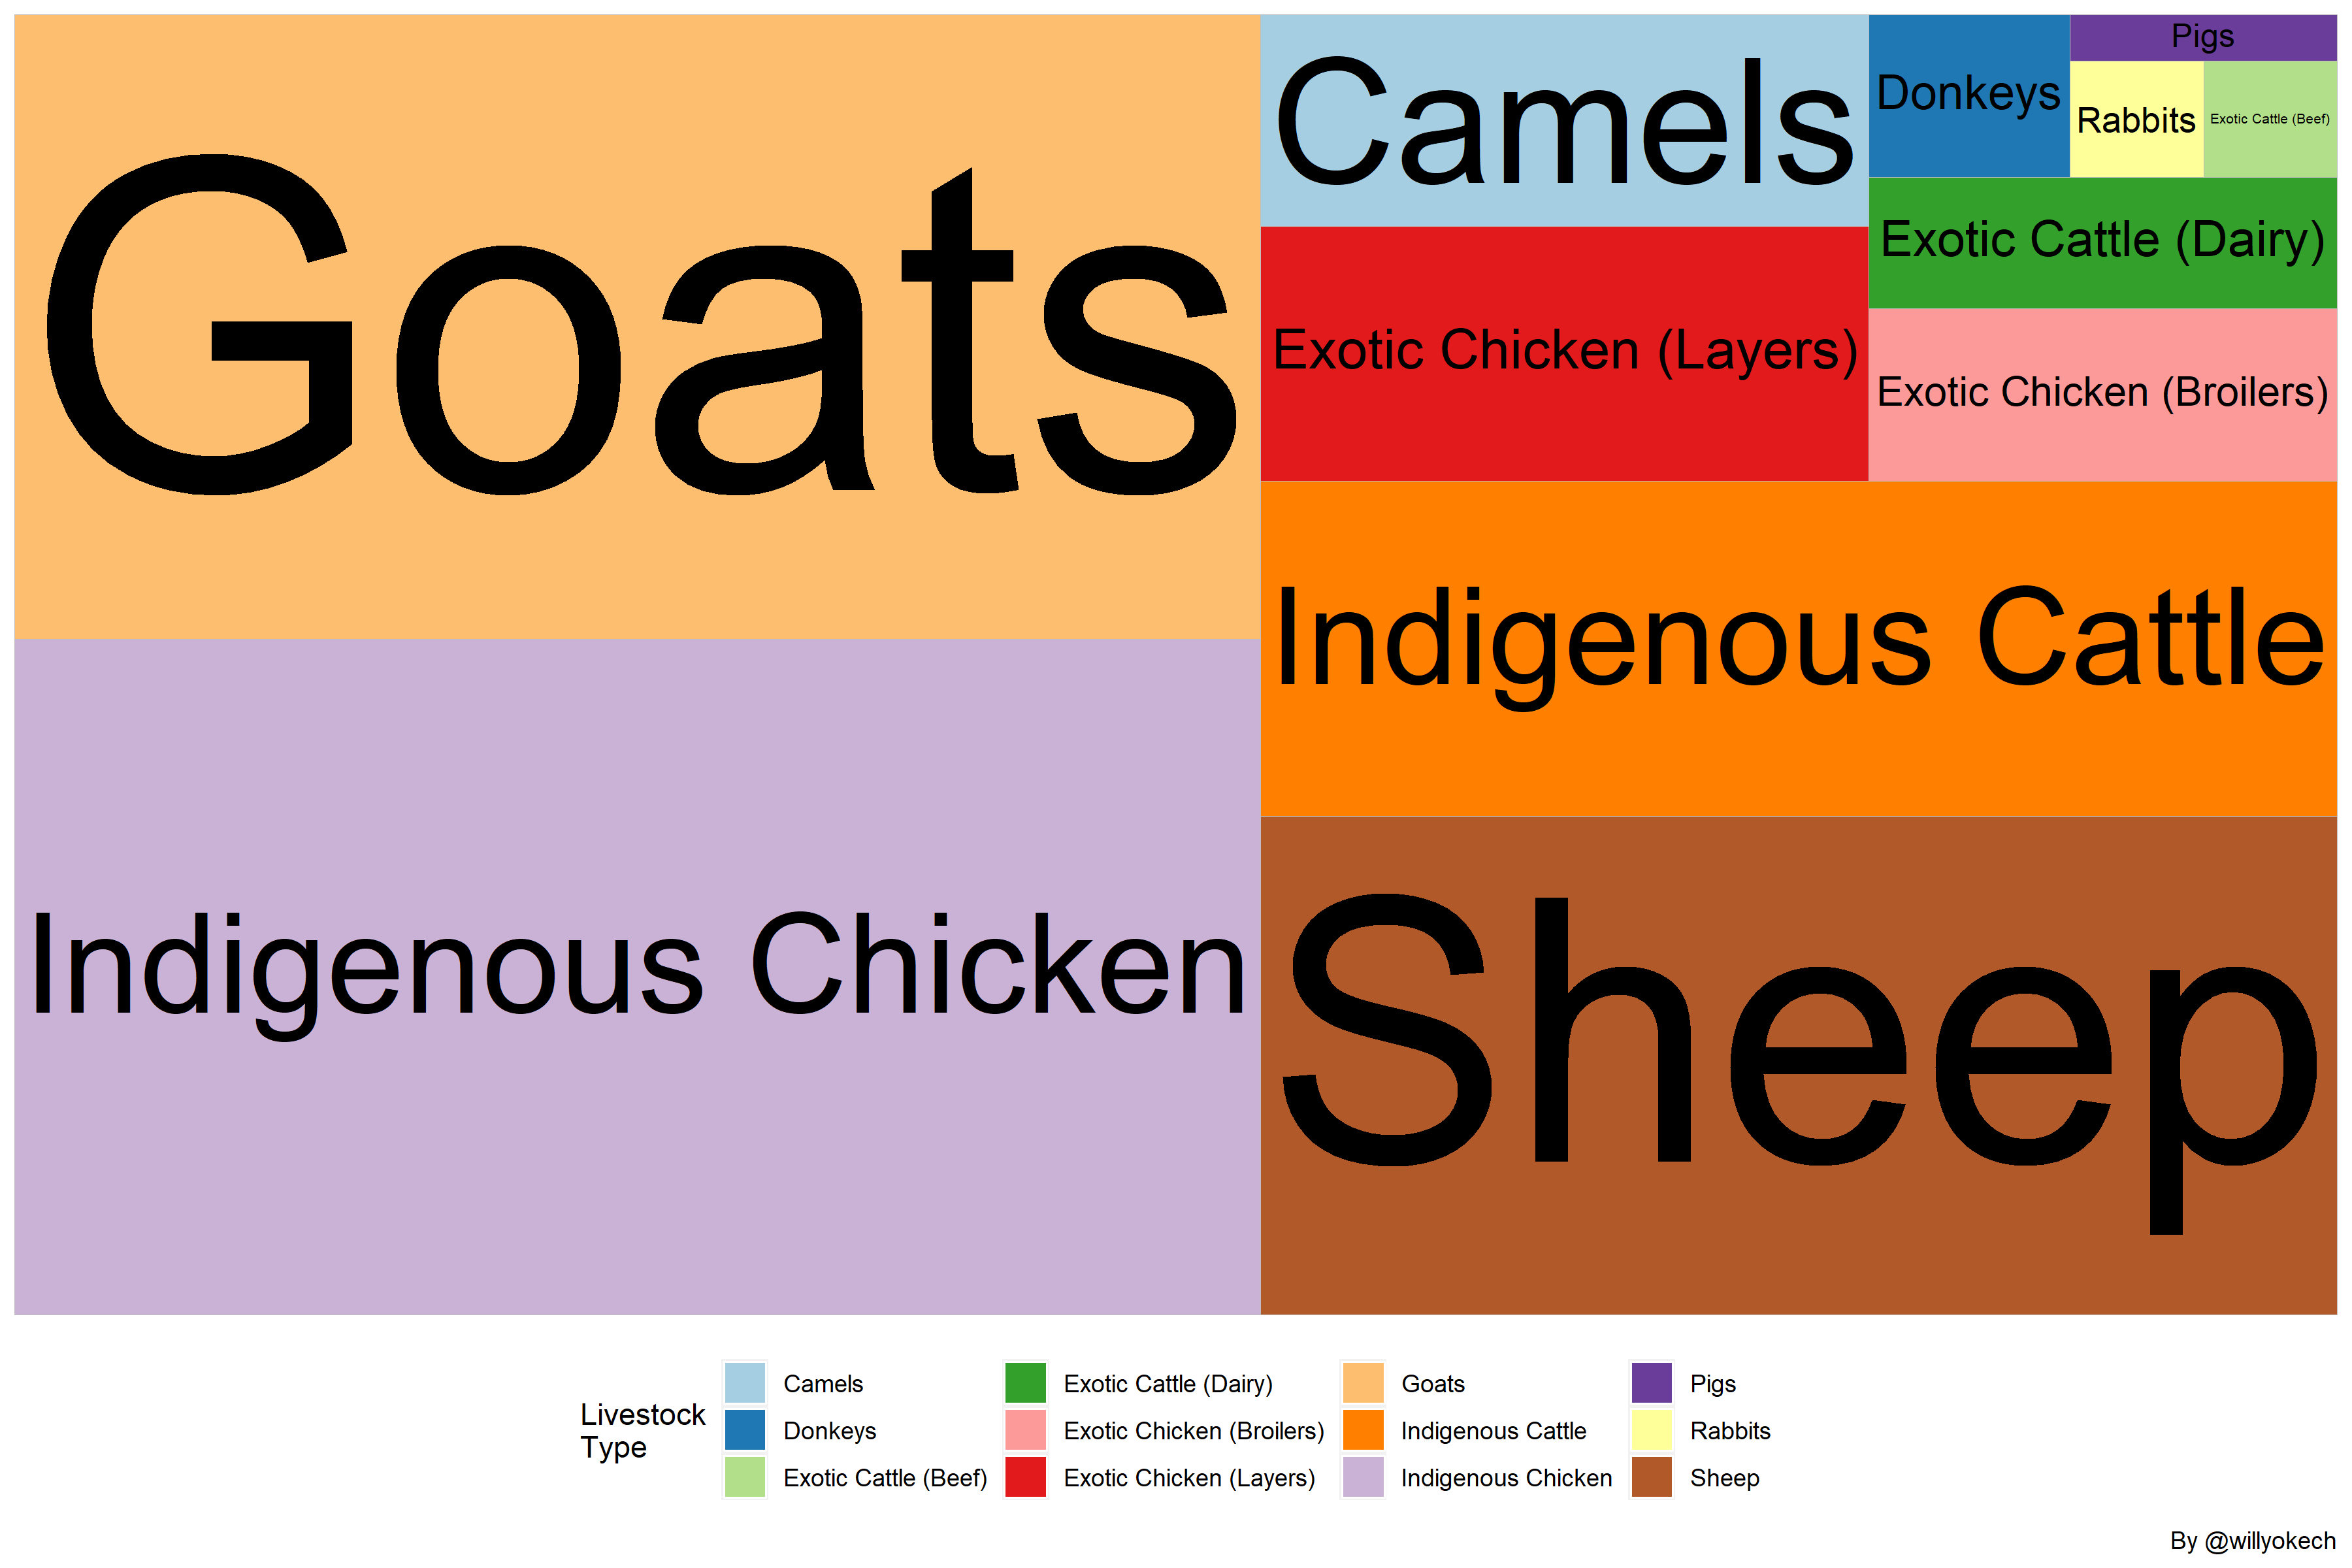 Goats
Camels
Donkeys
Pigs
Rabbits
Exotic Cattle (Beef)
Exotic Cattle (Dairy)
Exotic Chicken (Layers)
Exotic Chicken (Broilers)
Indigenous Cattle
Indigenous Chicken
Sheep
Livestock
Type
Camels
Donkeys
Exotic Cattle (Beef)
Exotic Cattle (Dairy)
Exotic Chicken (Broilers)
Exotic Chicken (Layers)
Goats
Indigenous Cattle
Indigenous Chicken
Pigs
Rabbits
Sheep
By @willyokech